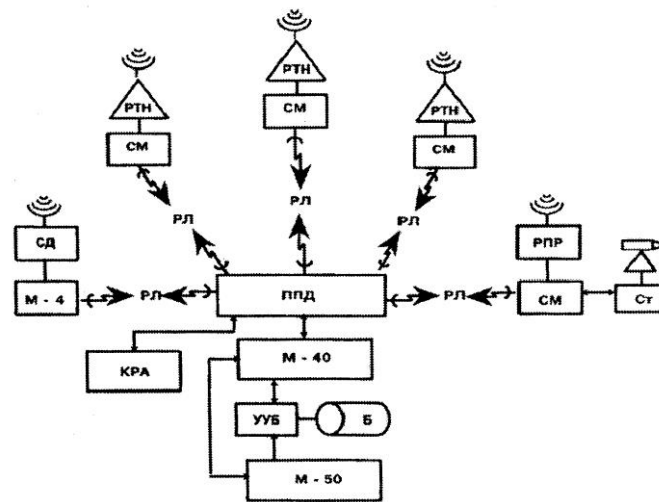 РТН
РТН
РТН
СМ
СМ
СМ
РЛ
РЛ
РЛ
СД
РПР
М - 4
РЛ
ППД
РЛ
СМ
Ст
КРА
М - 40
УУБ
Б
М - 50